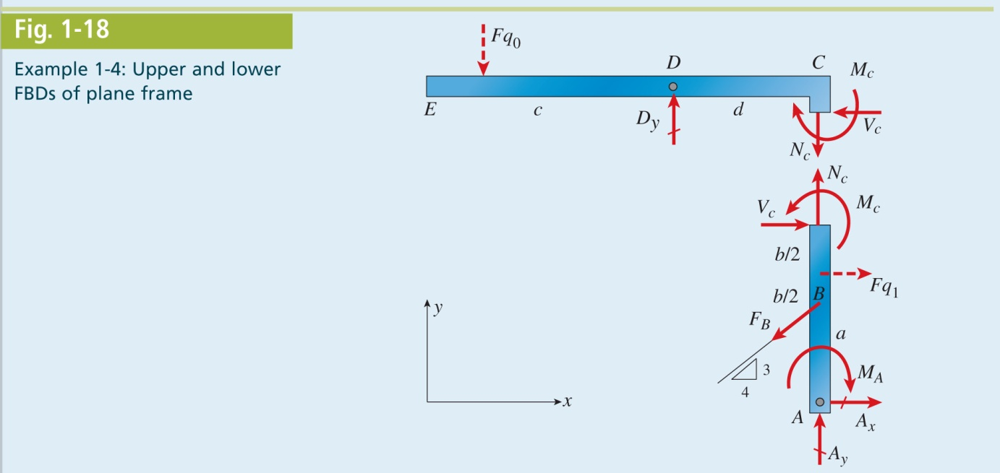 Fig. 1-18
Example 1-4: Upper and lower
FBDs of plane frame
Fq0
D
C
Mc
E
c
Dy
d
Vc
Nc
Nc
Vc
Mc
b/2
Fq1
b/2
B
FB
y
a
3
4
MA
x
A
Ax
Ay